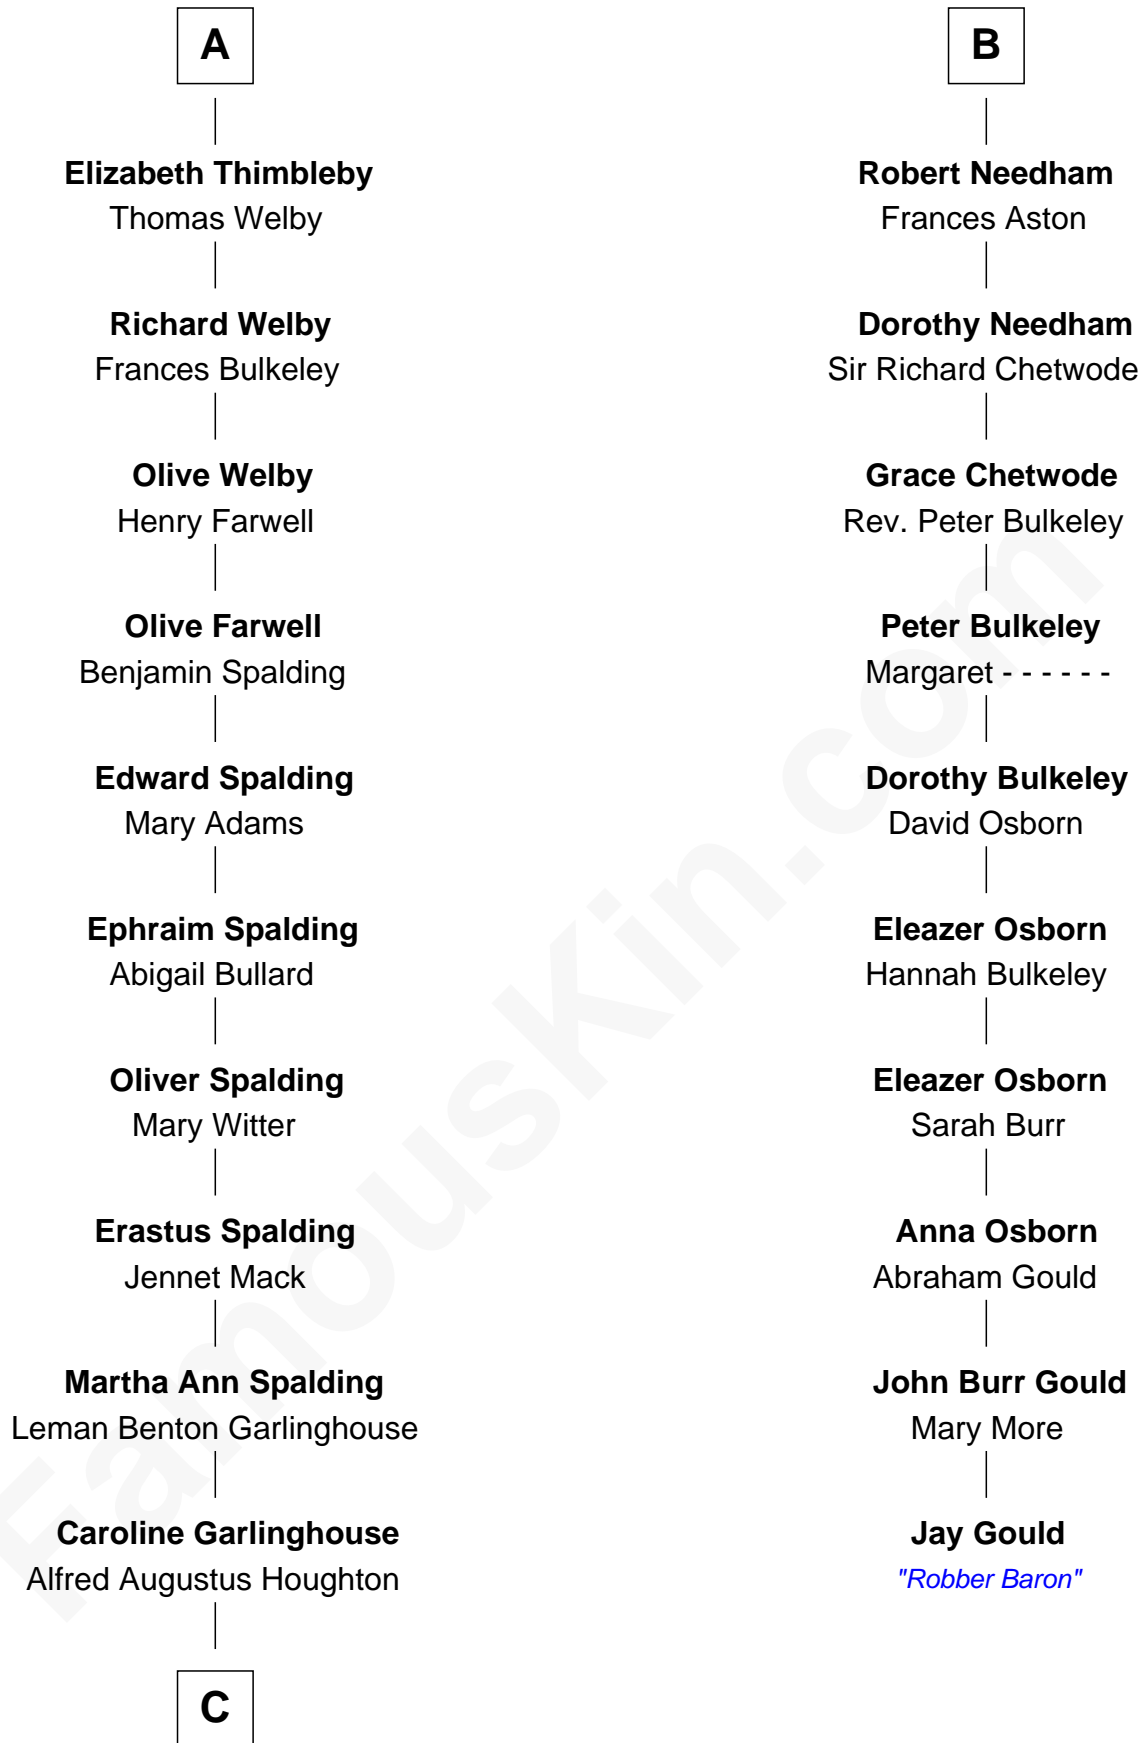 A
Elizabeth Thimbleby
Thomas Welby
Richard Welby
Frances Bulkeley
Olive Welby
Henry Farwell
Olive Farwell
Benjamin Spalding
Edward Spalding
Mary Adams
Ephraim Spalding
Abigail Bullard
Oliver Spalding
Mary Witter
Erastus Spalding
Jennet Mack
Martha Ann Spalding
Leman Benton Garlinghouse
Caroline Garlinghouse
Alfred Augustus Houghton
C
B
Robert Needham
Frances Aston
Dorothy Needham
Sir Richard Chetwode
Grace Chetwode
Rev. Peter Bulkeley
Peter Bulkeley
Margaret - - - - - -
Dorothy Bulkeley
David Osborn
Eleazer Osborn
Hannah Bulkeley
Eleazer Osborn
Sarah Burr
Anna Osborn
Abraham Gould
John Burr Gould
Mary More
Jay Gould
"Robber Baron"
FamousKin.com